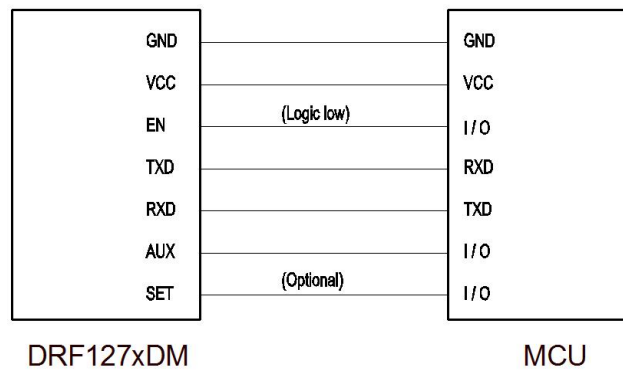 GND GND
VCC VCC
(Logic low)
EN I/O
TXD RXD
RXD TXD
AUX I/O
(Optional)
SET I/O
DRF127xDM MCU